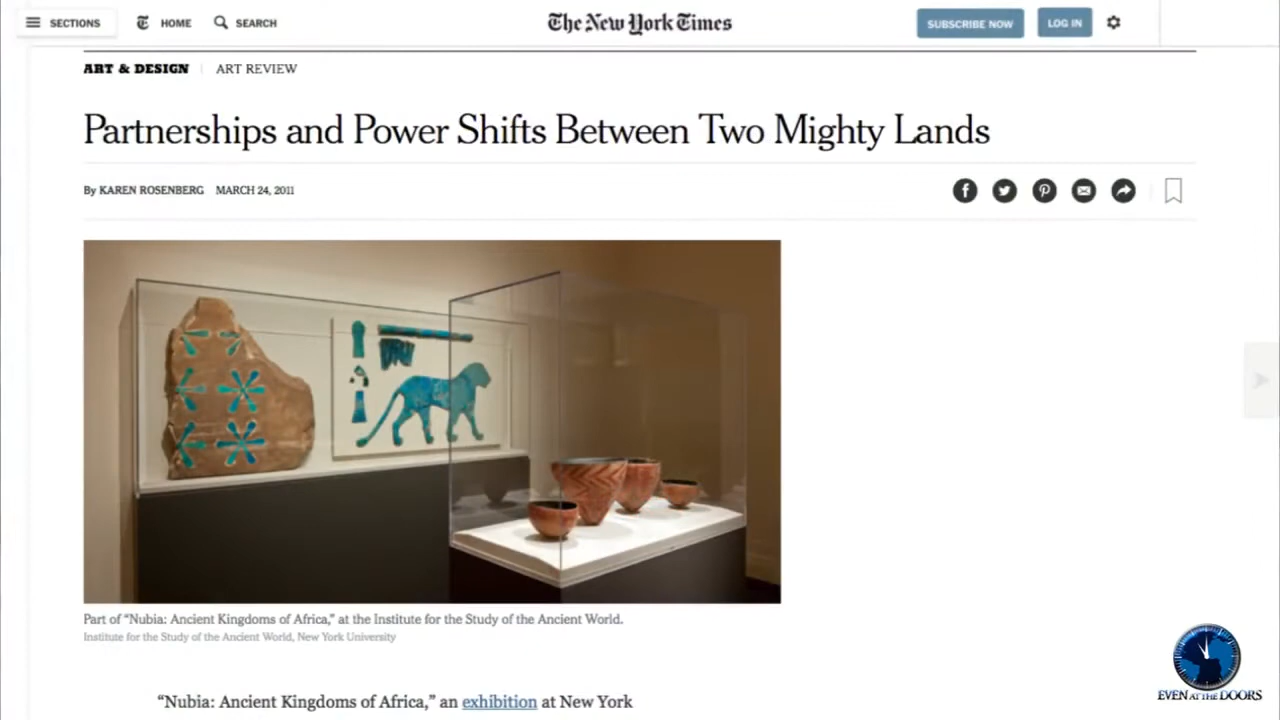 SECTIONS HOME SEARCH The New York Times SUBSCRIBE NOW LOG IN
ART & DESIGN ART REVIEW
Partnerships and Power Shifts Between Two Mighty Lands
By KAREN ROSENBERG MARCH 24, 2011
Part of “Nubia: Ancient Kingdoms of Africa,” at the Institute for the Study of the Ancient World.
Institute for the Study of the Ancient World, New York University
“Nubia: Ancient Kingdoms of Africa,” an exhibition at New York
EVEN AT THE DOORS